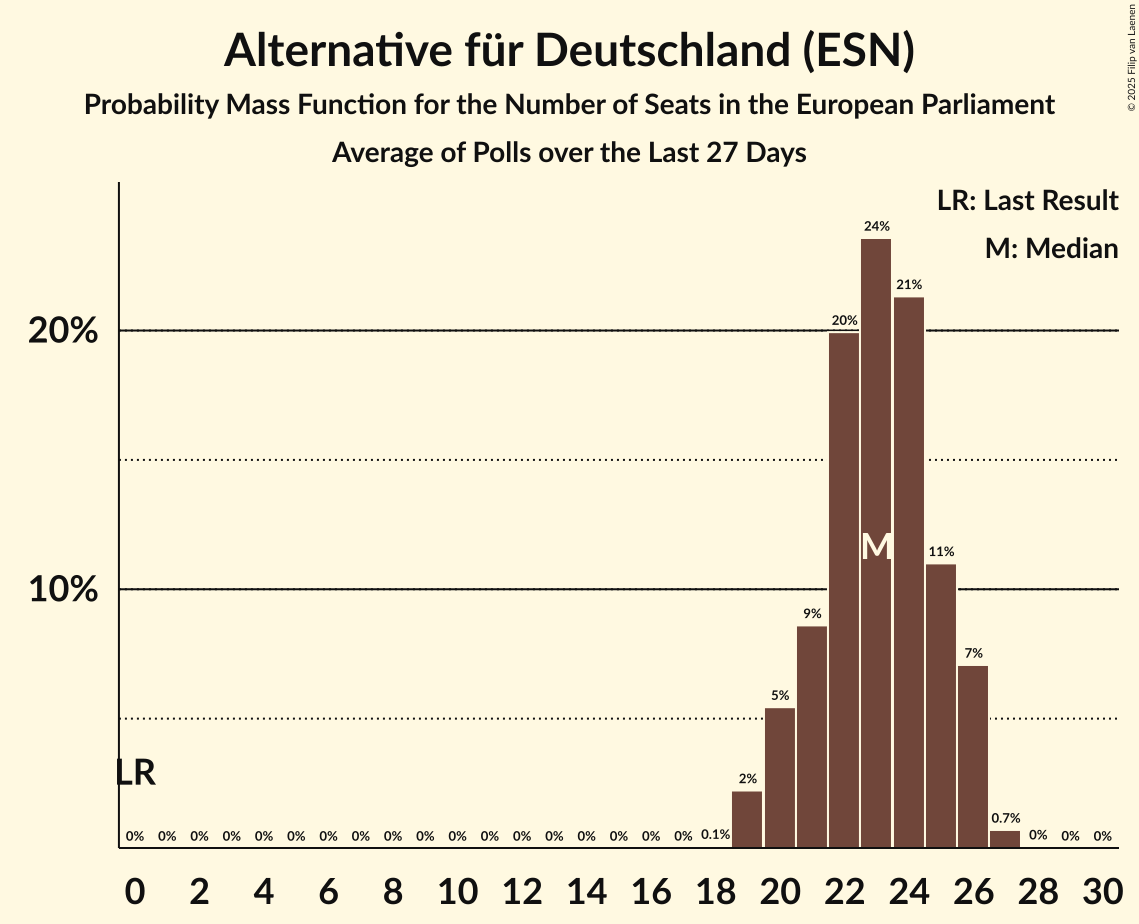 Alternative für Deutschland (ESN)
Probability Mass Function for the Number of Seats in the European Parliament
Average of Polls over the Last 27 Days
© 2025 Filip van Laenen
LR: Last Result
M: Median
24%
21%
20%
20%
M
11%
10%
9%
7%
5%
LR
2%
0% 0% 0% 0% 0% 0% 0% 0% 0% 0% 0% 0% 0% 0% 0% 0% 0% 0% 0.1% 0.7% 0% 0% 0%
0 2 4 6 8 10 12 14 16 18 20 22 24 26 28 30